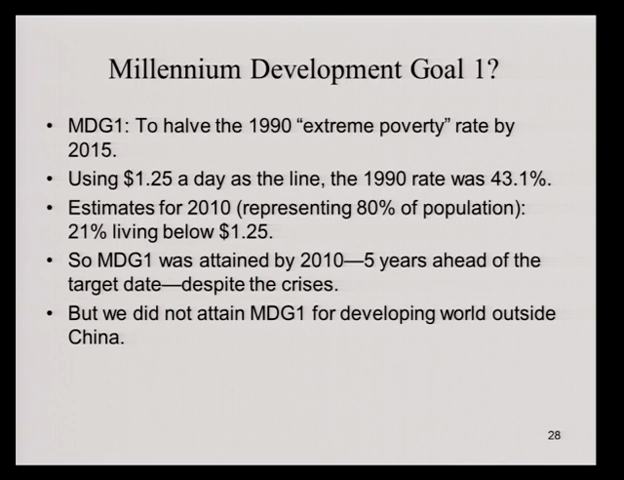 Millennium Development Goal 1?
• MDG1: To halve the 1990 “extreme poverty” rate by
2015.
• Using $1.25 a day as the line, the 1990 rate was 43.1%.
• Estimates for 2010 (representing 80% of population):
21% living below $1.25.
• So MDG1 was attained by 2010—5 years ahead of the
target date—despite the crises.
• But we did not attain MDG1 for developing world outside
China.
28